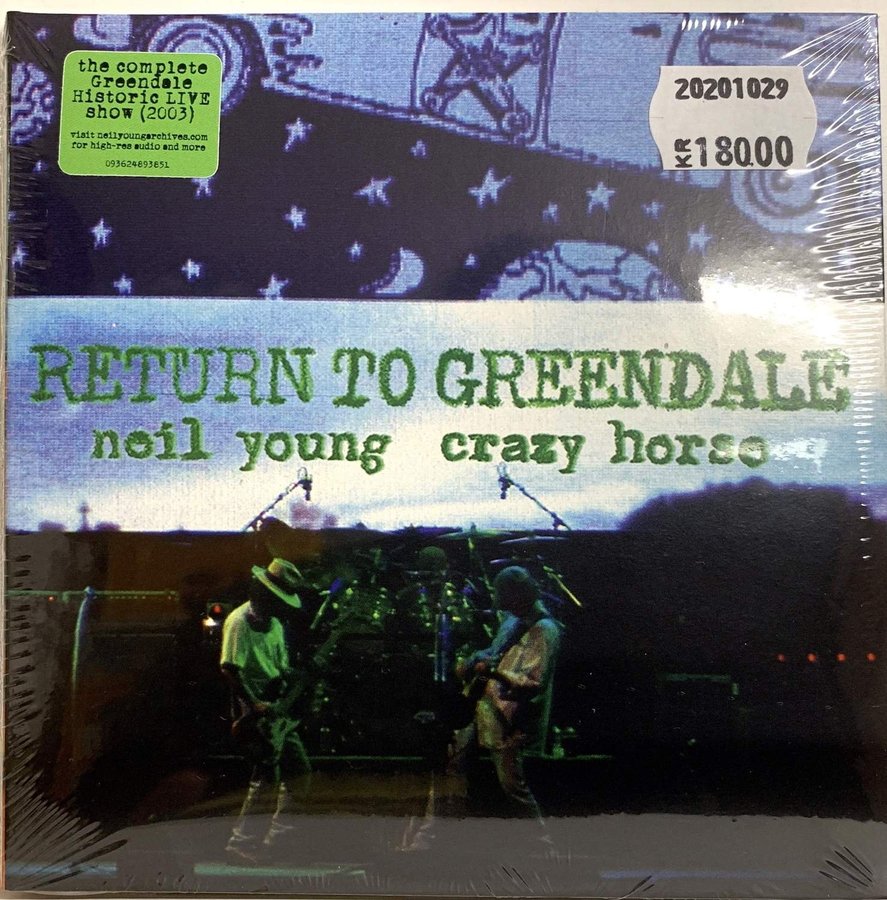 the complete
Greendale
Historic LIVE
show (2003)
visit neilyoungarchives.com
for high-res audio and more
093624893851
20201029
KR 180.00
RETURN TO GREENDALE
neil young crazy horse